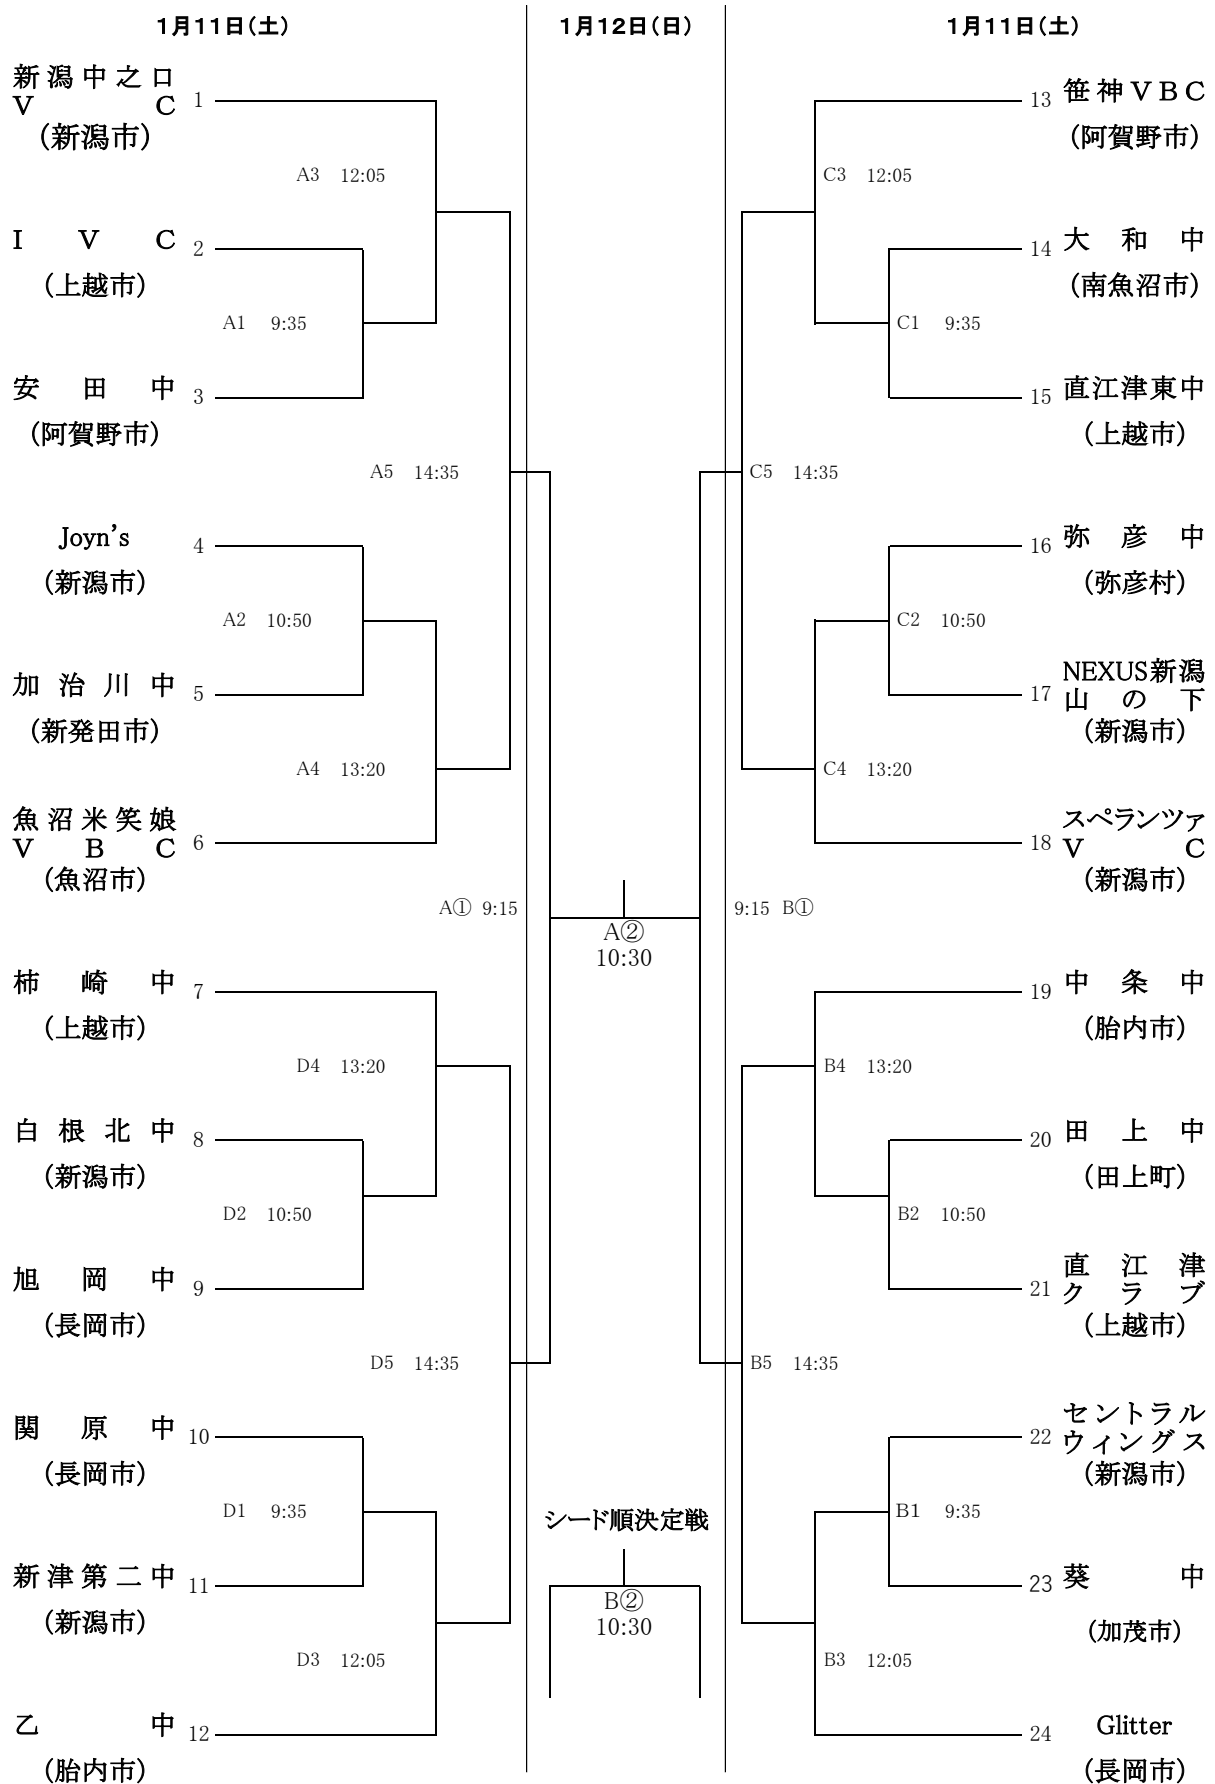 1月11日（土）
1月12日（日）
1月11日（土）
新潟中之口
V C
1
（新潟市）
A3 12:05
I V C
2
（上越市）
A1 9:35
安田中
3
（阿賀野市）
A5 14:35
Joyn's
4
（新潟市）
A2 10:50
加治川中
5
（新発田市）
A4 13:20
魚沼米笑娘
V B C
6
（魚沼市）
A① 9:15
柿崎中
7
（上越市）
D4 13:20
白根北中
8
（新潟市）
D2 10:50
旭岡中
9
（長岡市）
D5 14:35
関原中
10
（長岡市）
D1 9:35
新津第二中
11
（新潟市）
D3 12:05
乙中
12
（胎内市）
A②
10:30
シード順決定戦
B②
10:30
13
笹神VBC
（阿賀野市）
C3 12:05
14
大和中
（南魚沼市）
C1 9:35
15
直江津東中
（上越市）
C5 14:35
16
弥彦中
（弥彦村）
C2 10:50
NEXUS新潟
17
山の下
（新潟市）
C4 13:20
スペランツァ
18
V C
（新潟市）
9:15 B①
19
中条中
（胎内市）
B4 13:20
20
田上中
（田上町）
B2 10:50
直江津
21
クラブ
（上越市）
B5 14:35
セントラル
22
ウィングス
（新潟市）
B1 9:35
23
葵中
（加茂市）
B3 12:05
24
Glitter
（長岡市）